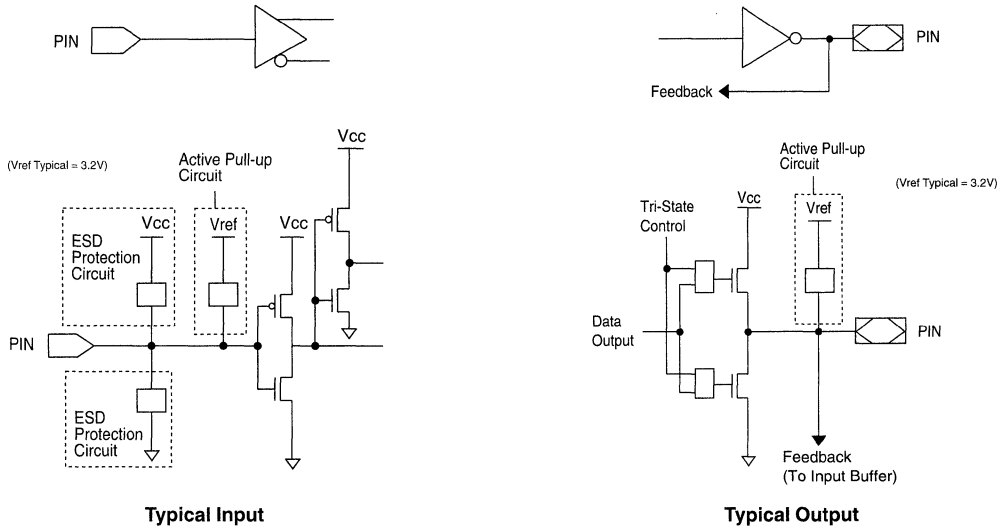 PIN
PIN
Feedback
(Vref Typical = 3.2V)
Active Pull-up
Circuit
Vcc
ESD
Protection
Circuit
Vcc
Vref
Vcc
PIN
ESD
Protection
Circuit
Typical Input
Active Pull-up
Circuit
(Vref Typical = 3.2V)
Tri-State
Control
Vcc
Vref
Data
Output
PIN
Feedback
(To Input Buffer)
Typical Output